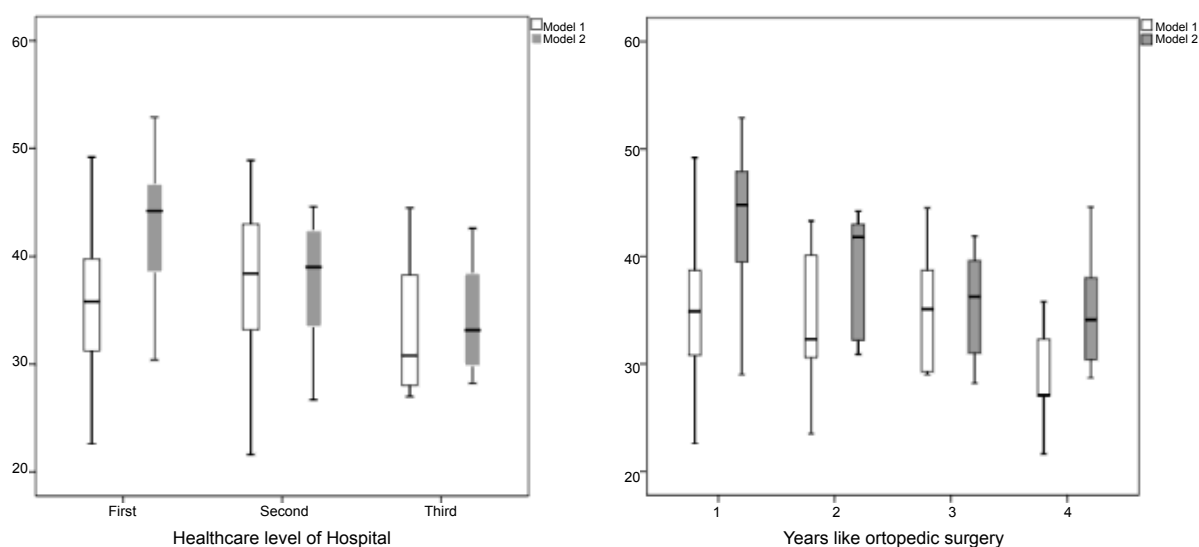 60
50
40
30
20
First
Second
Third
Healthcare level of Hospital
Model 1
Model 2
60
50
40
30
20
1
2
3
4
Years like ortopedic surgery
Model 1
Model 2